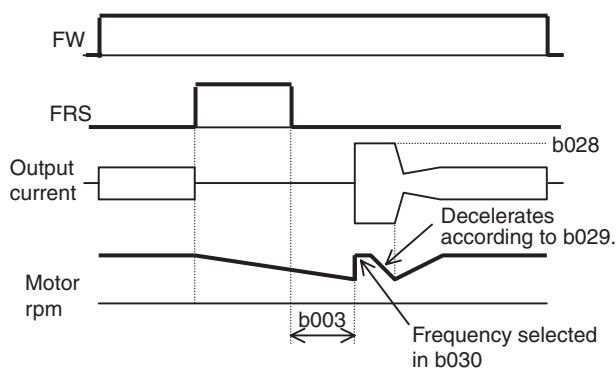 FW
FRS
b028
Output
current
Decelerates
according to b029.
Motor
rpm
b003
Frequency selected
in b030